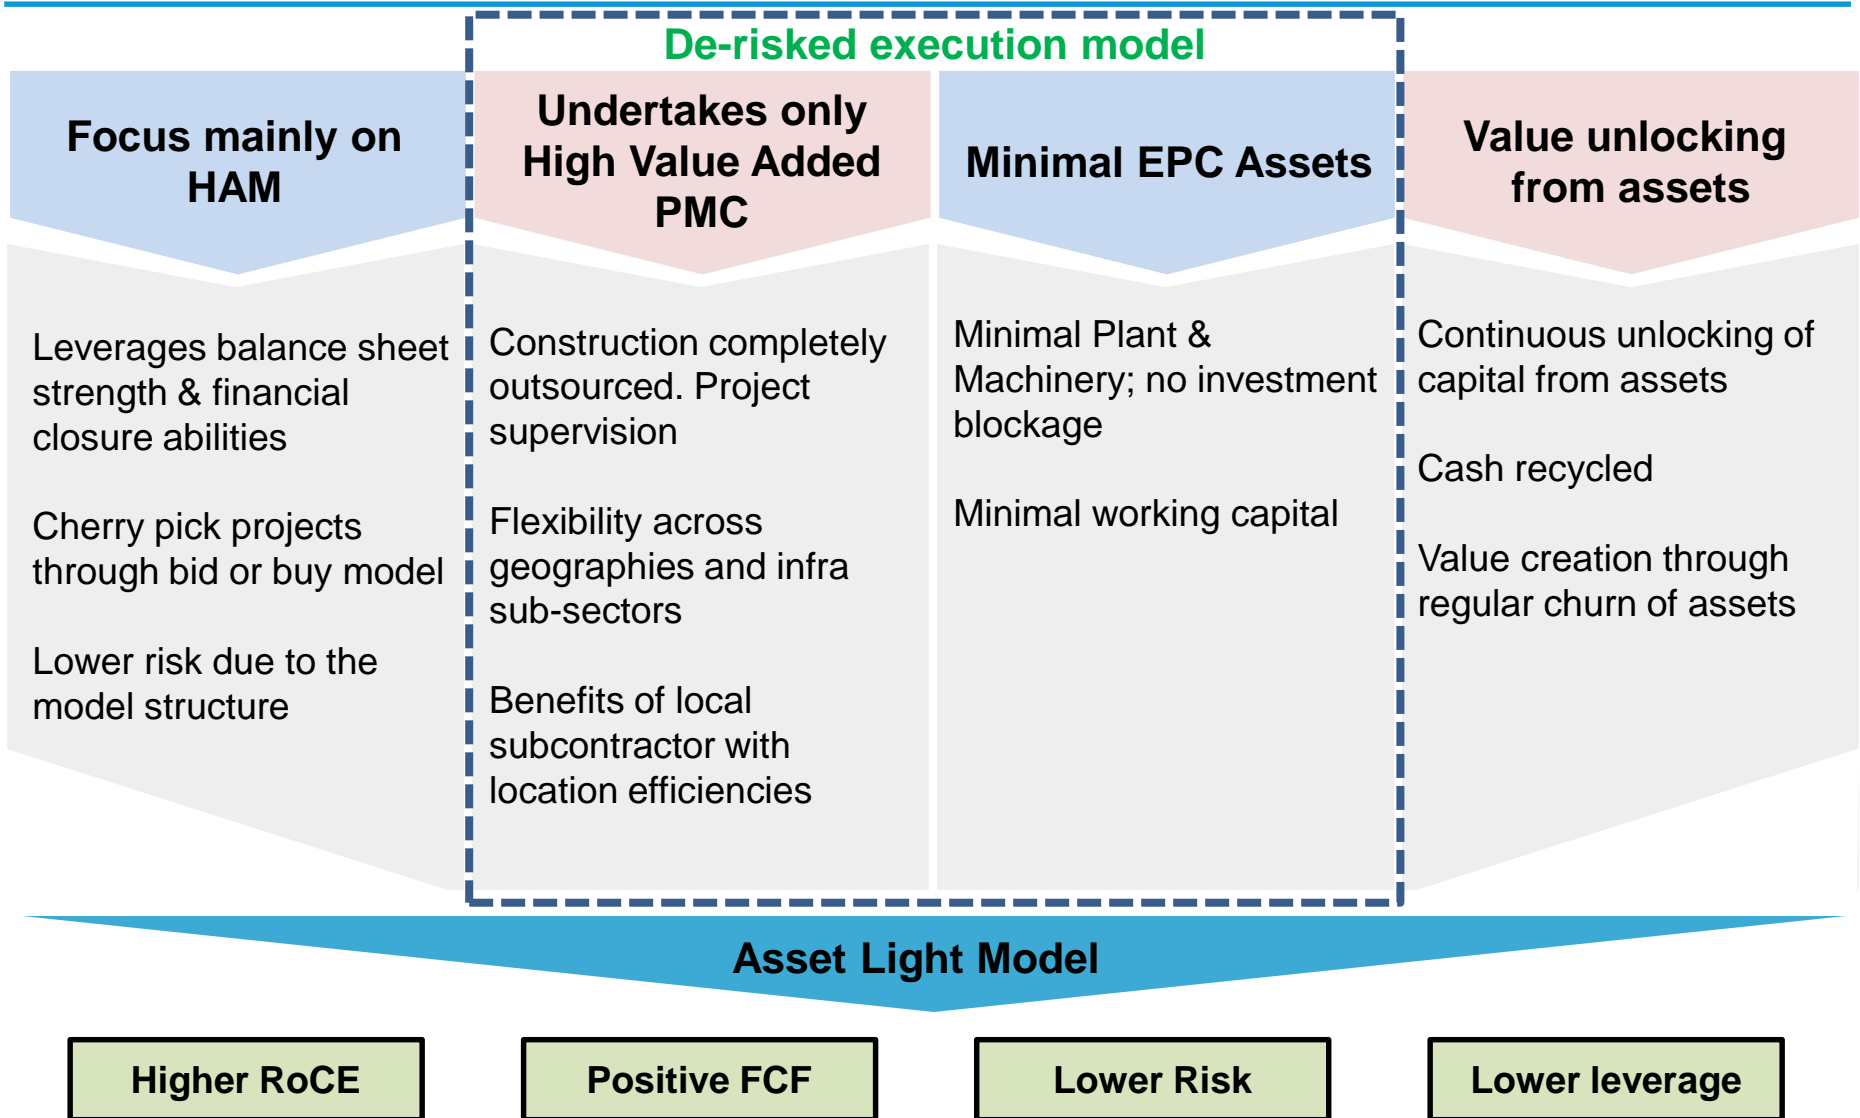 De-risked execution model
Focus mainly on
HAM
Undertakes only
High Value Added
PMC
Minimal EPC Assets
Value unlocking
from assets
Leverages balance sheet
strength & financial
closure abilities
Cherry pick projects
through bid or buy model
Lower risk due to the
model structure
Construction completely
outsourced. Project
supervision
Flexibility across
geographies and infra
sub-sectors
Benefits of local
subcontractor with
location efficiencies
Minimal Plant &
Machinery; no investment
blockage
Minimal working capital
Continuous unlocking of
capital from assets
Cash recycled
Value creation through
regular churn of assets
Asset Light Model
Higher RoCE
Positive FCF
Lower Risk
Lower leverage